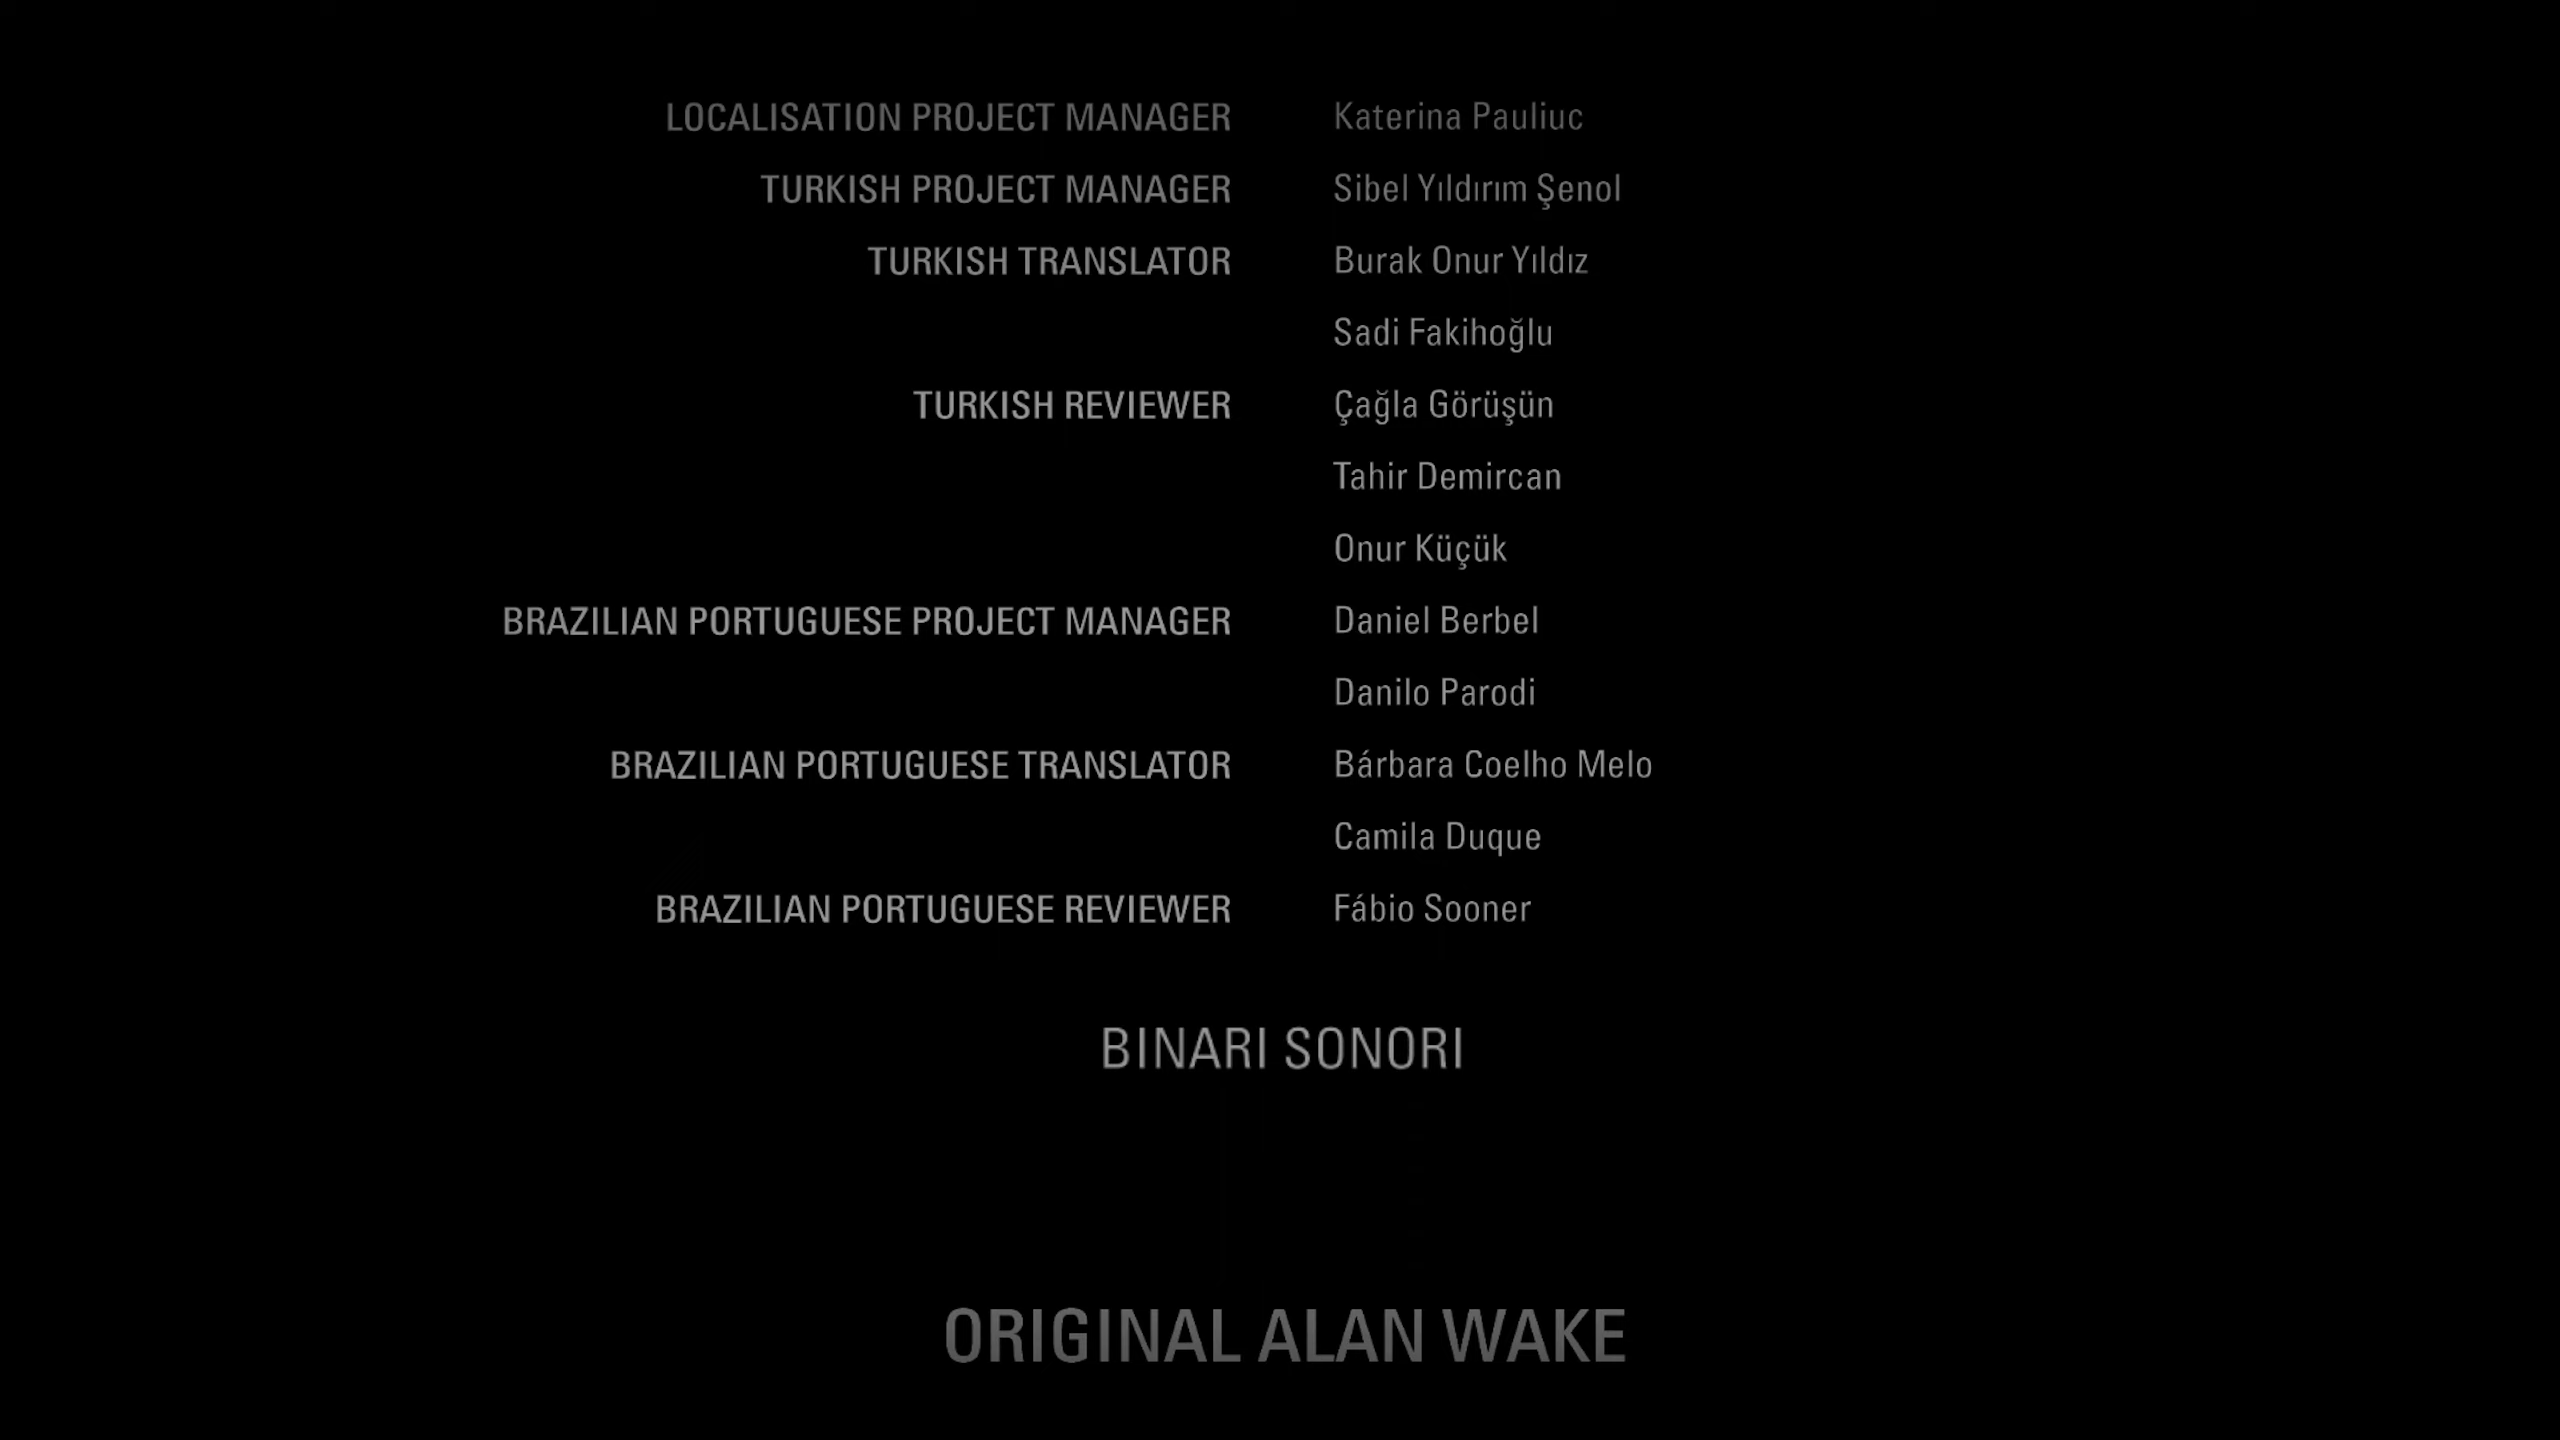 LOCALISATION PROJECT MANAGER Katerina Pauliuc
TURKISH PROJECT MANAGER Sibel Yıldırım Şenol
TURKISH TRANSLATOR Burak Onur Yıldız
Sadi Fakihoğlu
TURKISH REVIEWER Çağla Görüşün
Tahir Demircan
Onur Küçük
BRAZILIAN PORTUGUESE PROJECT MANAGER Daniel Berbel
Danilo Parodi
BRAZILIAN PORTUGUESE TRANSLATOR Bárbara Coelho Melo
Camila Duque
BRAZILIAN PORTUGUESE REVIEWER Fábio Sooner
BINARI SONORI
ORIGINAL ALAN WAKE